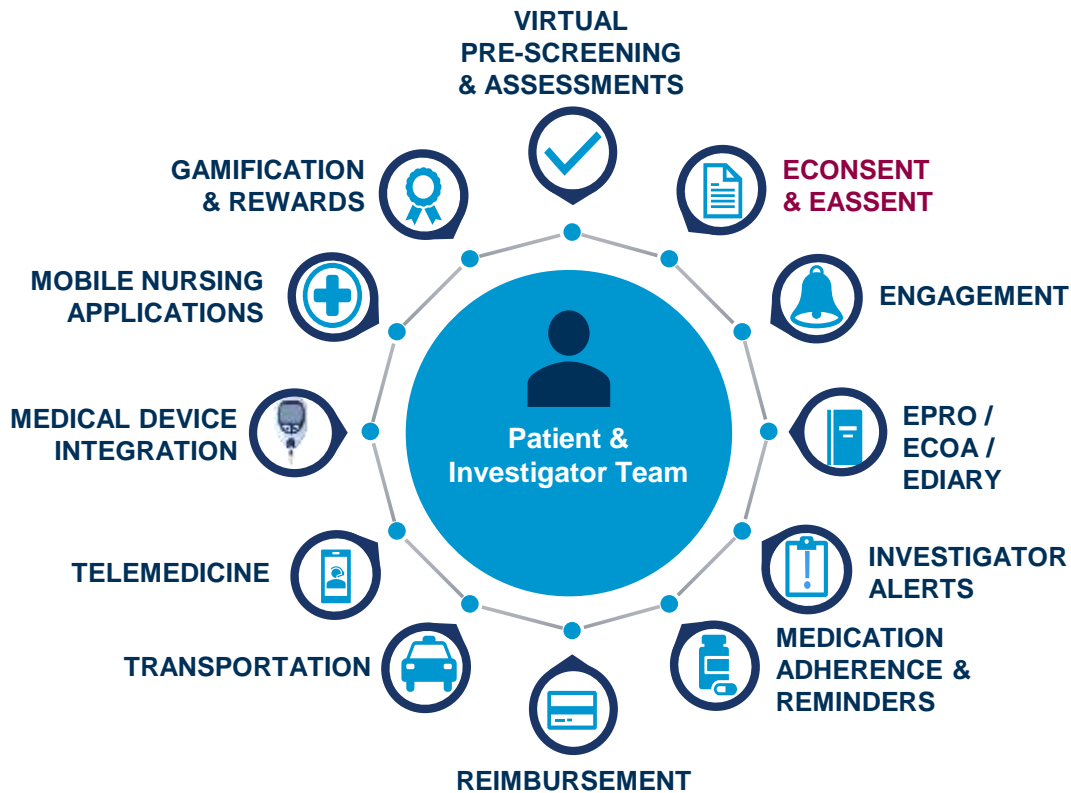 VIRTUAL
PRE-SCREENING
& ASSESSMENTS
ECONSENT
& EASSENT
ENGAGEMENT
EPRO /
ECOA /
EDIARY
INVESTIGATOR
ALERTS
MEDICATION
ADHERENCE &
REMINDERS
REIMBURSEMENT
TRANSPORTATION
TELEMEDICINE
MEDICAL DEVICE
INTEGRATION
MOBILE NURSING
APPLICATIONS
GAMIFICATION
& REWARDS
Patient &
Investigator Team